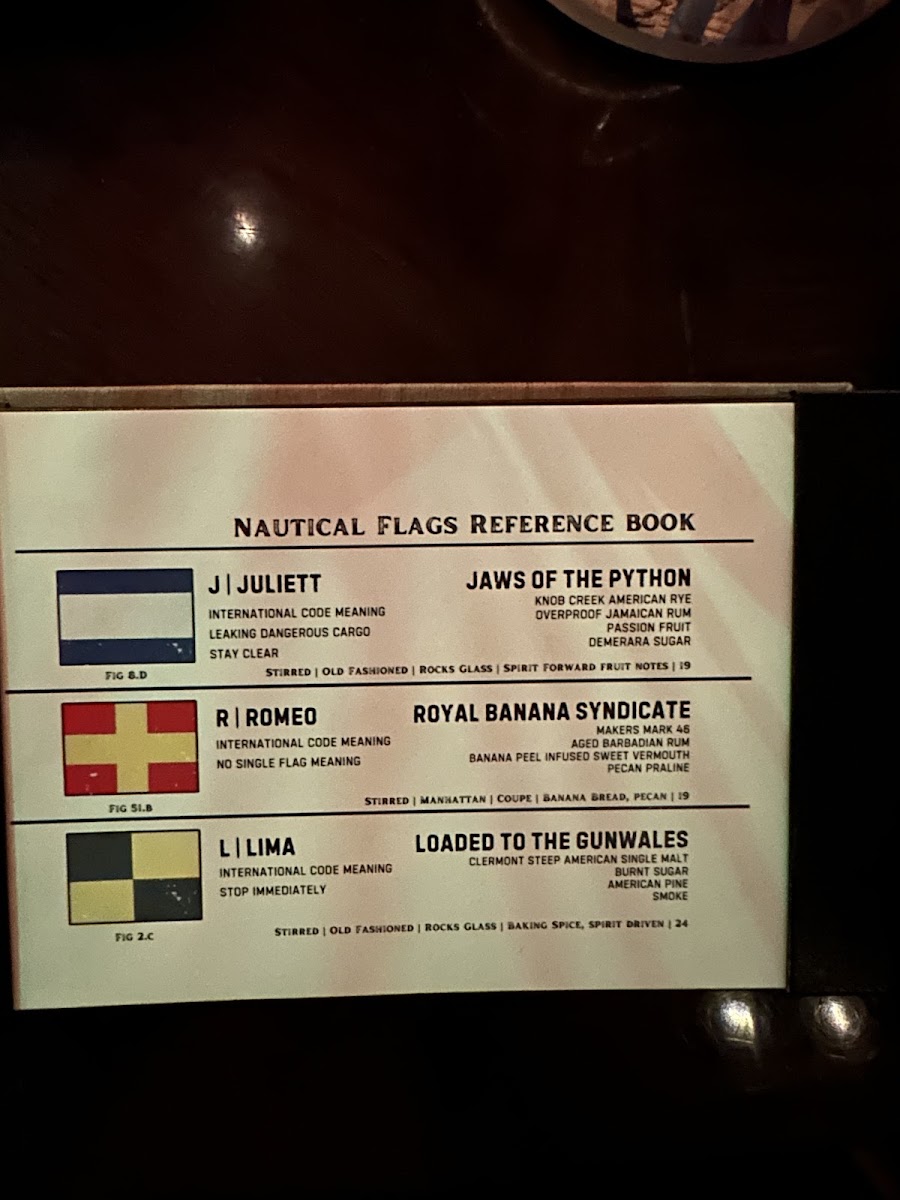 NAUTICAL FLAGS REFERENCE BOOK
J | JULIETT
INTERNATIONAL CODE MEANING
LEAKING DANGEROUS CARGO
STAY CLEAR
FIG 8.D
JAWS OF THE PYTHON
KNOB CREEK AMERICAN RYE
OVERPROOF JAMAICAN RUM
PASSION FRUIT
DEMERARA SUGAR
STIRRED | OLD FASHIONED | ROCKS GLASS | SPIRIT FORWARD FRUIT NOTES | 19
R | ROMEO
INTERNATIONAL CODE MEANING
NO SINGLE FLAG MEANING
FIG 51.B
ROYAL BANANA SYNDICATE
MAKERS MARK 46
AGED BARBADIAN RUM
BANANA PEEL INFUSED SWEET VERMOUTH
PECAN PRALINE
STIRRED | MANHATTAN | COUPE | BANANA BREAD, PECAN | 19
L | LIMA
INTERNATIONAL CODE MEANING
STOP IMMEDIATELY
FIG 2.C
LOADED TO THE GUNWALES
CLERMONT STEEP AMERICAN SINGLE MALT
BURNT SUGAR
AMERICAN PINE
SMOKE
STIRRED | OLD FASHIONED | ROCKS GLASS | BAKING SPICE, SPIRIT DRIVEN | 24